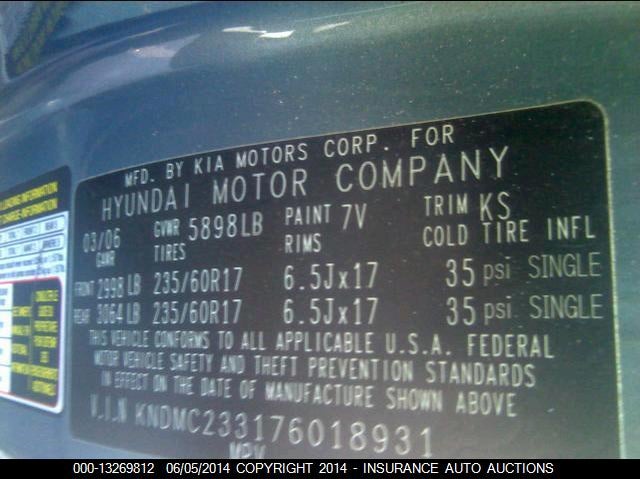 MFD. BY KIA MOTORS CORP. FOR
HYUNDAI MOTOR COMPANY
03/06 GVWR 5898LB PAINT 7V TRIM KS
GAWR TIRES RIMS COLD TIRE INFL
FRONT 2998 LB 235/60R17 6.5Jx17 35 psi SINGLE
REAR 3064 LB 235/60R17 6.5Jx17 35 psi SINGLE
THIS VEHICLE CONFORMS TO ALL APPLICABLE U.S.A. FEDERAL
MOTOR VEHICLE SAFETY AND THEFT PREVENTION STANDARDS
IN EFFECT ON THE DATE OF MANUFACTURE SHOWN ABOVE
V.I.N KNDMC233176018931
MPV
LOADING INFORMATION
000-13269812 06/05/2014 COPYRIGHT 2014 - INSURANCE AUTO AUCTIONS